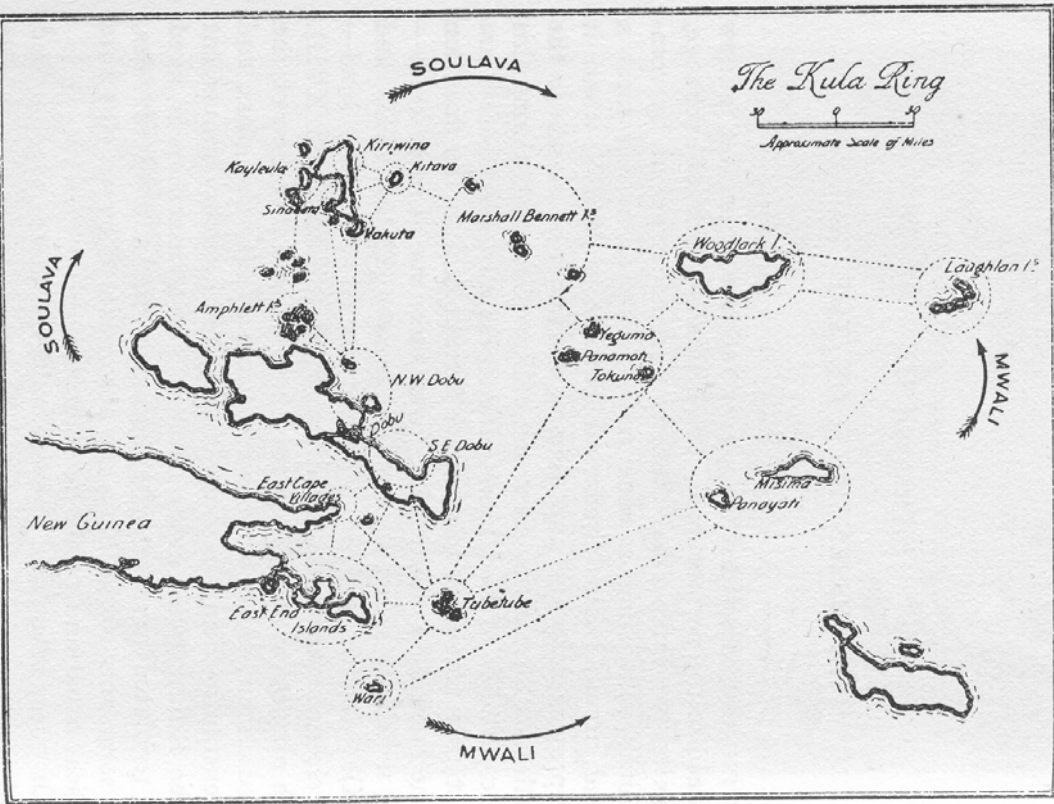 The Kula Ring
30 0 30
Approximate Scale of Miles
SOULAVA
Kiriwina
Kayleula
Kitava
Sinaketa
Vakuta
Marshall Bennett Is
Woodlark I.
Laughlan Is
SOULAVA
Amphlett Is
Yeguma
Panamoti
Tokuna
N.W. Dobu
MWALI
Dobu
S.E Dobu
East Cape
Villages
Misima
Panayati
New Guinea
Tubetube
East End
Islands
Wari
MWALI